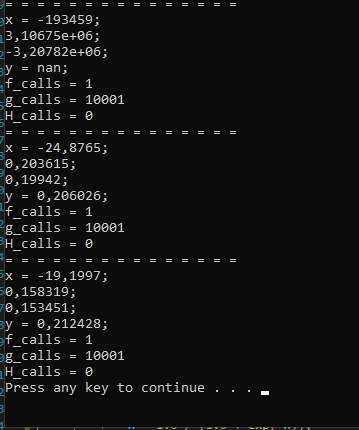 = = = = = = = = = = = = = = =
x = -193459;
3,10675e+06;
-3,20782e+06;
y = nan;
f_calls = 1
g_calls = 10001
H_calls = 0
= = = = = = = = = = = = = = =
x = -24,8765;
0,203615;
0,19942;
y = 0,206026;
f_calls = 1
g_calls = 10001
H_calls = 0
= = = = = = = = = = = = = = =
x = -19,1997;
0,158319;
0,153451;
y = 0,212428;
f_calls = 1
g_calls = 10001
H_calls = 0
Press any key to continue . . .